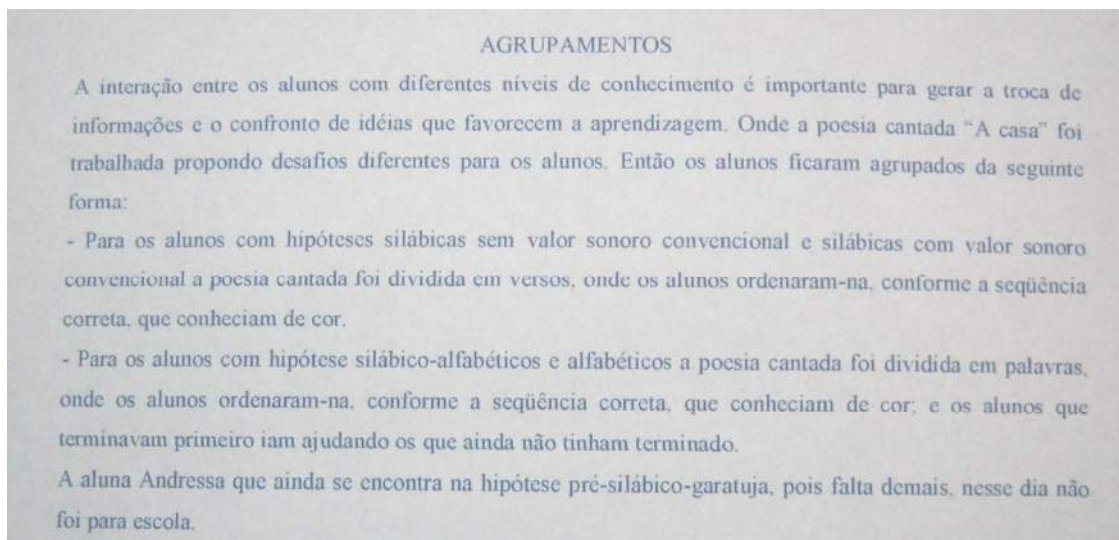 AGRUPAMENTOS
A interação entre os alunos com diferentes níveis de conhecimento é importante para gerar a troca de
informações e o confronto de idéias que favorecem a aprendizagem. Onde a poesia cantada “A casa” foi
trabalhada propondo desafios diferentes para os alunos. Então os alunos ficaram agrupados da seguinte
forma:
- Para os alunos com hipóteses silábicas sem valor sonoro convencional e silábicas com valor sonoro
convencional a poesia cantada foi dividida em versos, onde os alunos ordenaram-na, conforme a seqüência
correta, que conheciam de cor.
- Para os alunos com hipótese silábico-alfabéticos e alfabéticos a poesia cantada foi dividida em palavras,
onde os alunos ordenaram-na, conforme a seqüência correta, que conheciam de cor; e os alunos que
terminavam primeiro iam ajudando os que ainda não tinham terminado.
A aluna Andressa que ainda se encontra na hipótese pré-silábico-garatuja, pois falta demais, nesse dia não
foi para escola.